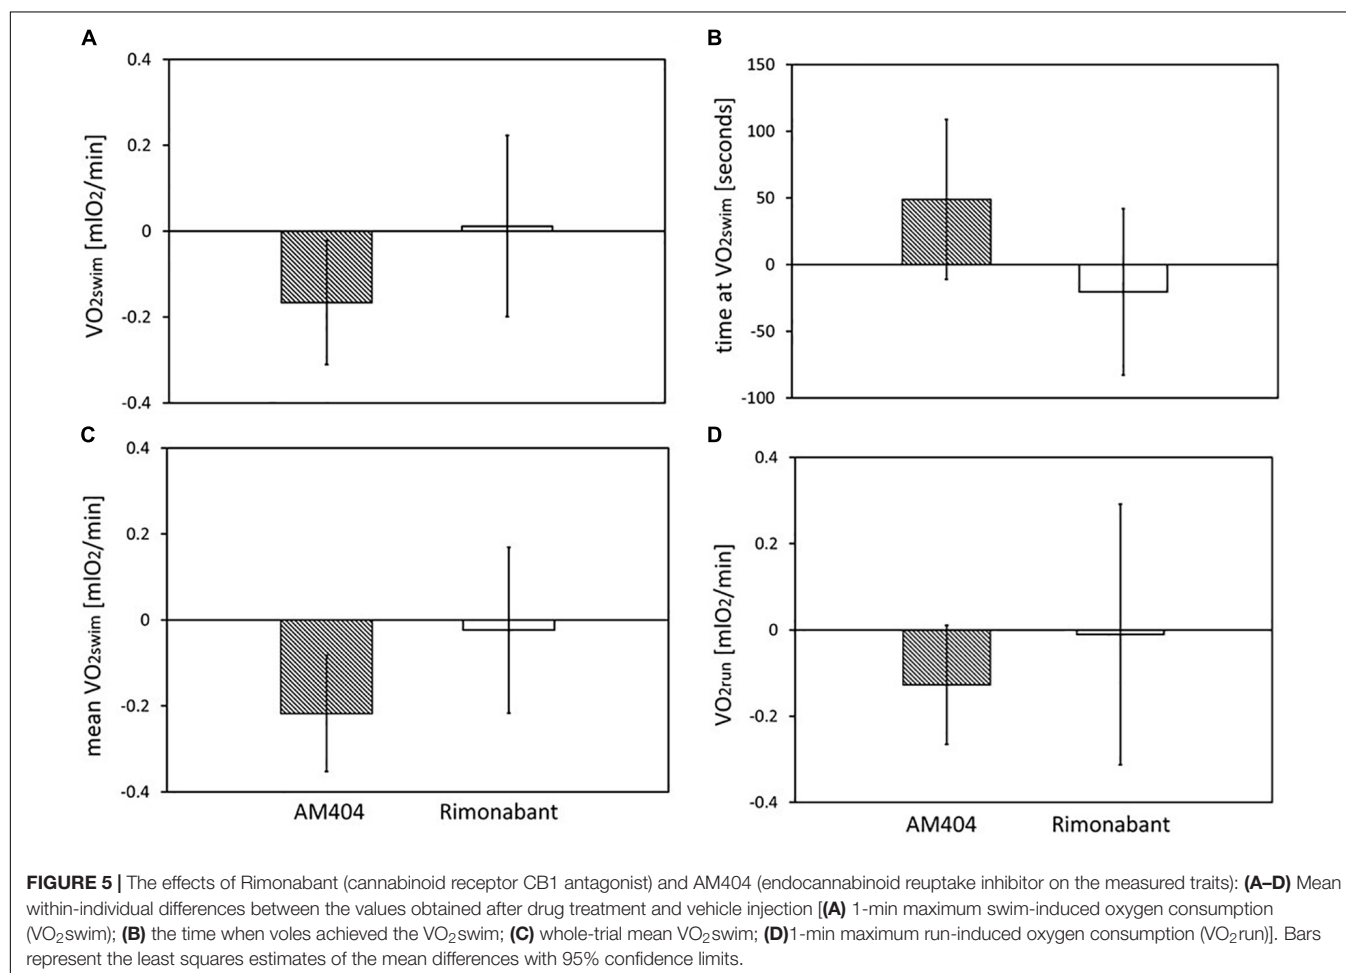 A
0.4
0.2
0
-0.2
-0.4
VO2swim [mlO2/min]
B
150
100
50
0
-50
-100
time at VO2swim [seconds]
C
0.4
0.2
0
-0.2
-0.4
mean VO2swim [mlO2/min]
AM404 Rimonabant
D
0.4
0.2
0
-0.2
-0.4
VO2run [mlO2/min]
AM404 Rimonabant
FIGURE 5 | The effects of Rimonabant (cannabinoid receptor CB1 antagonist) and AM404 (endocannabinoid reuptake inhibitor on the measured traits): (A–D) Mean
within-individual differences between the values obtained after drug treatment and vehicle injection [(A) 1-min maximum swim-induced oxygen consumption
(VO2swim); (B) the time when voles achieved the VO2swim; (C) whole-trial mean VO2swim; (D)1-min maximum run-induced oxygen consumption (VO2run)]. Bars
represent the least squares estimates of the mean differences with 95% confidence limits.